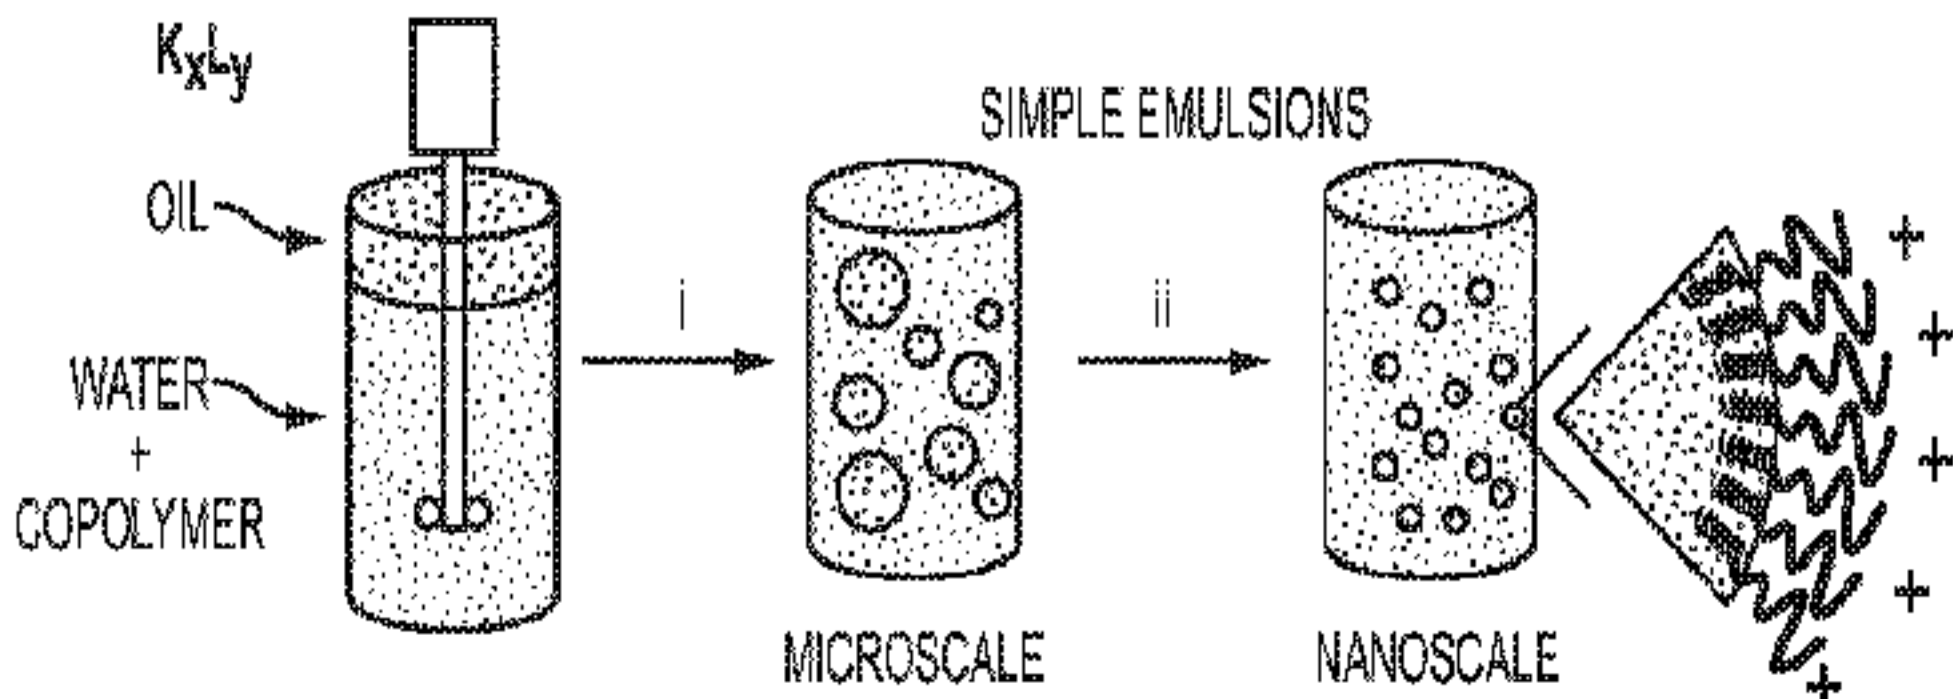 KxLy
SIMPLE EMULSIONS
OIL
i
ii
WATER
+
COPOLYMER
MICROSCALE
NANOSCALE
+
+
+
+
+